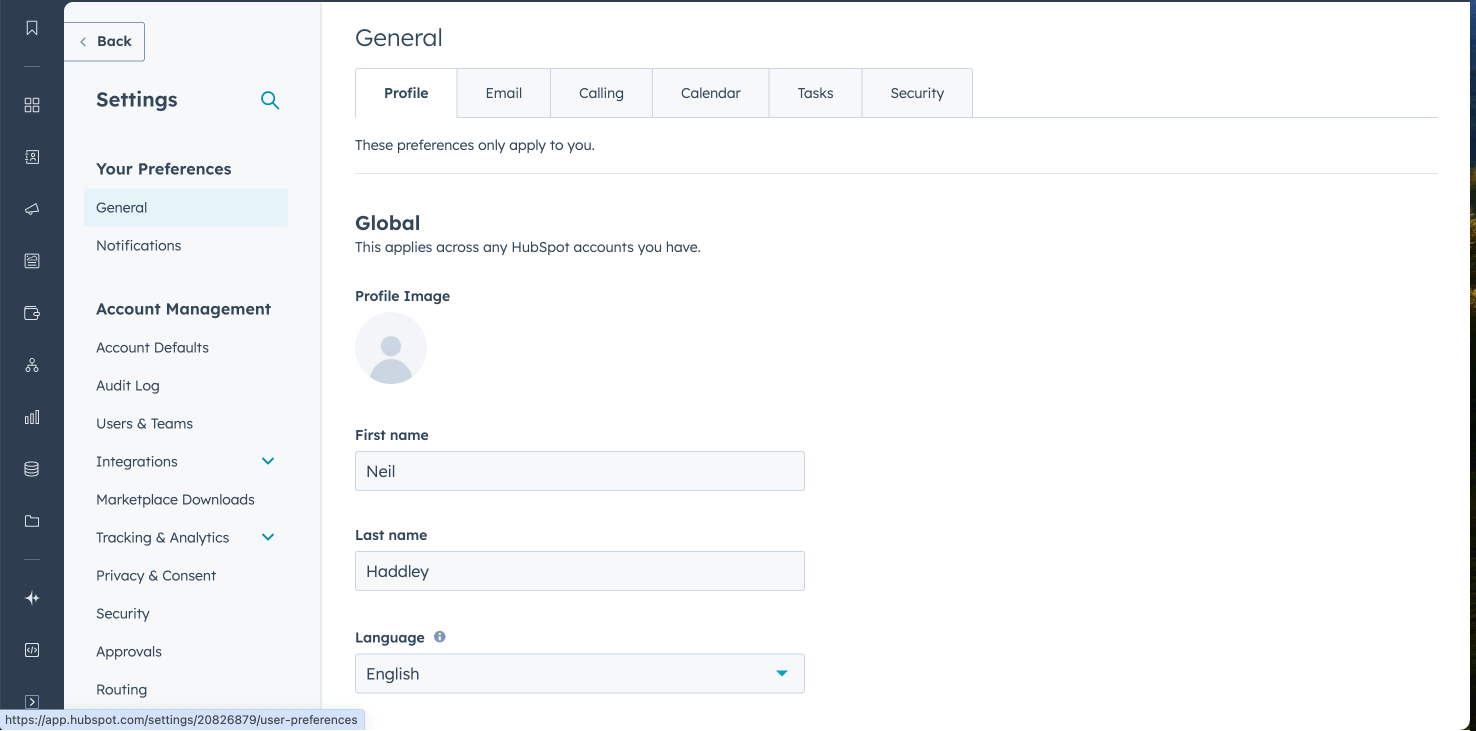 Back
Settings
Your Preferences
General
Notifications
Account Management
Account Defaults
Audit Log
Users & Teams
Integrations
Marketplace Downloads
Tracking & Analytics
Privacy & Consent
Security
Approvals
Routing
https://app.hubspot.com/settings/20826879/user-preferences
General
Profile Email Calling Calendar Tasks Security
These preferences only apply to you.
Global
This applies across any HubSpot accounts you have.
Profile Image
First name
Neil
Last name
Haddley
Language
English